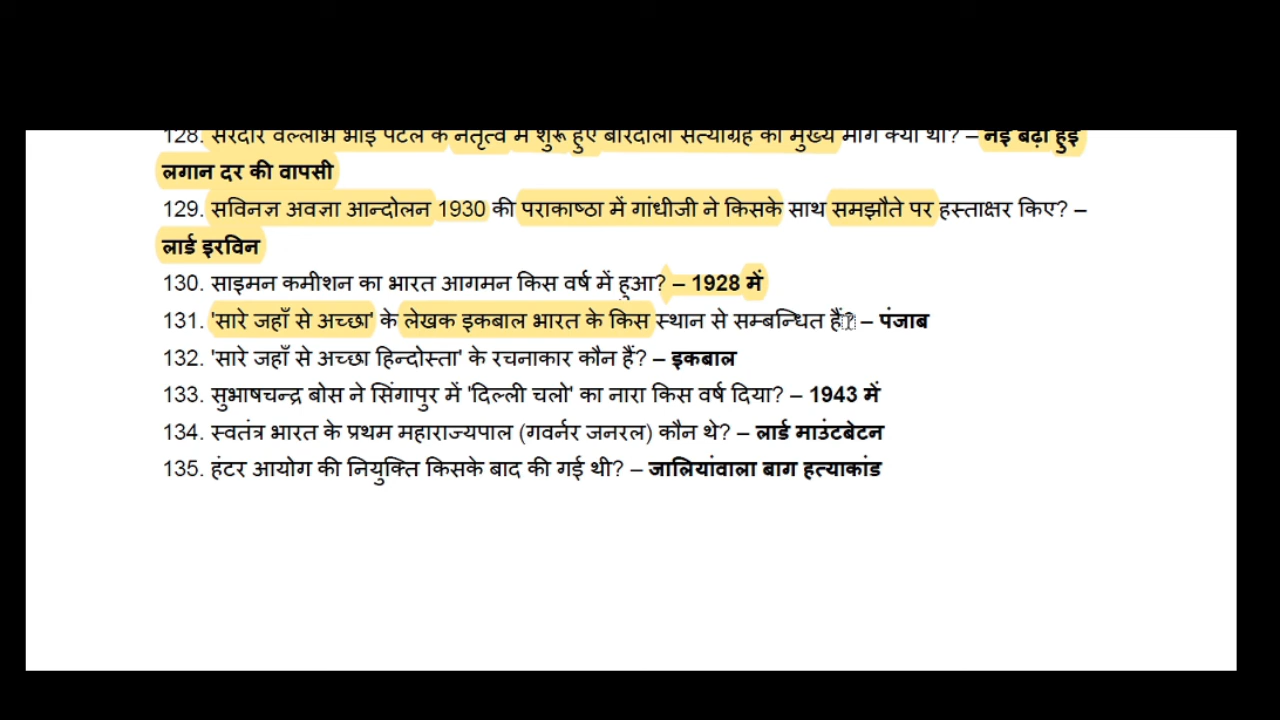 128. सरदार वल्लाभ भाई पटेल के नेतृत्व में शुरू हुए बारदोली सत्याग्रह की मुख्य मांग क्या थी? – नई बढ़ी हुई
लगान दर की वापसी
129. सविनज्ञ अवज्ञा आन्दोलन 1930 की पराकाष्ठा में गांधीजी ने किसके साथ समझौते पर हस्ताक्षर किए? –
लार्ड इरविन
130. साइमन कमीशन का भारत आगमन किस वर्ष में हुआ? – 1928 में
131. 'सारे जहाँ से अच्छा' के लेखक इकबाल भारत के किस स्थान से सम्बन्धित हैं? – पंजाब
132. 'सारे जहाँ से अच्छा हिन्दोस्ता' के रचनाकार कौन हैं? – इकबाल
133. सुभाषचन्द्र बोस ने सिंगापुर में 'दिल्ली चलो' का नारा किस वर्ष दिया? – 1943 में
134. स्वतंत्र भारत के प्रथम महाराज्यपाल (गवर्नर जनरल) कौन थे? – लार्ड माउंटबेटन
135. हंटर आयोग की नियुक्ति किसके बाद की गई थी? – जालियांवाला बाग हत्याकांड